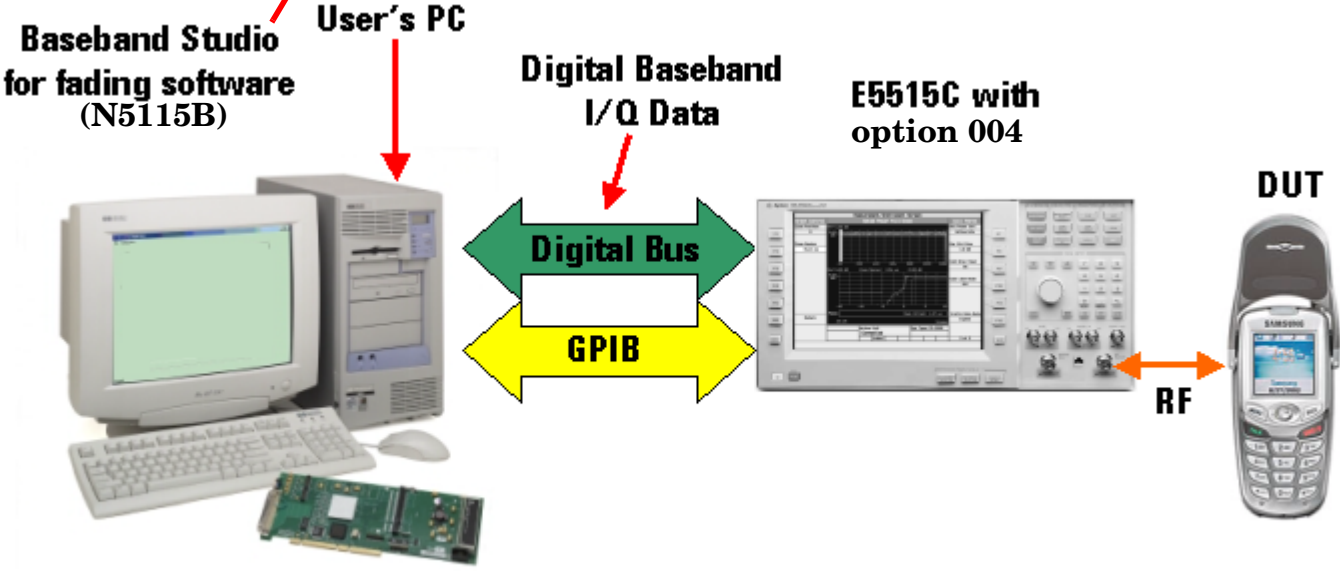 User's PC
Baseband Studio
for fading software
(N5115B)
Digital Baseband
I/Q Data
E5515C with
option 004
DUT
Digital Bus
GPIB
RF
SAMSUNG